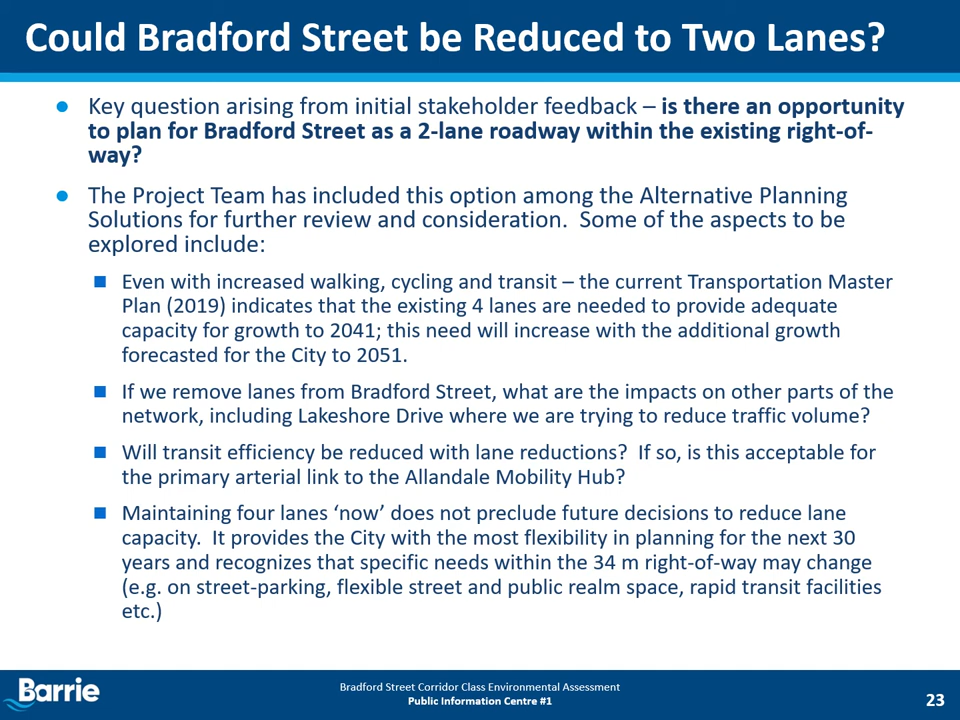 Could Bradford Street be Reduced to Two Lanes?
● Key question arising from initial stakeholder feedback – is there an opportunity
to plan for Bradford Street as a 2-lane roadway within the existing right-of-
way?
● The Project Team has included this option among the Alternative Planning
Solutions for further review and consideration.  Some of the aspects to be
explored include:
■ Even with increased walking, cycling and transit – the current Transportation Master
Plan (2019) indicates that the existing 4 lanes are needed to provide adequate
capacity for growth to 2041; this need will increase with the additional growth
forecasted for the City to 2051.
■ If we remove lanes from Bradford Street, what are the impacts on other parts of the
network, including Lakeshore Drive where we are trying to reduce traffic volume?
■ Will transit efficiency be reduced with lane reductions?  If so, is this acceptable for
the primary arterial link to the Allandale Mobility Hub?
■ Maintaining four lanes ‘now’ does not preclude future decisions to reduce lane
capacity.  It provides the City with the most flexibility in planning for the next 30
years and recognizes that specific needs within the 34 m right-of-way may change
(e.g. on street-parking, flexible street and public realm space, rapid transit facilities
etc.)
Barrie
Bradford Street Corridor Class Environmental Assessment
Public Information Centre #1
23